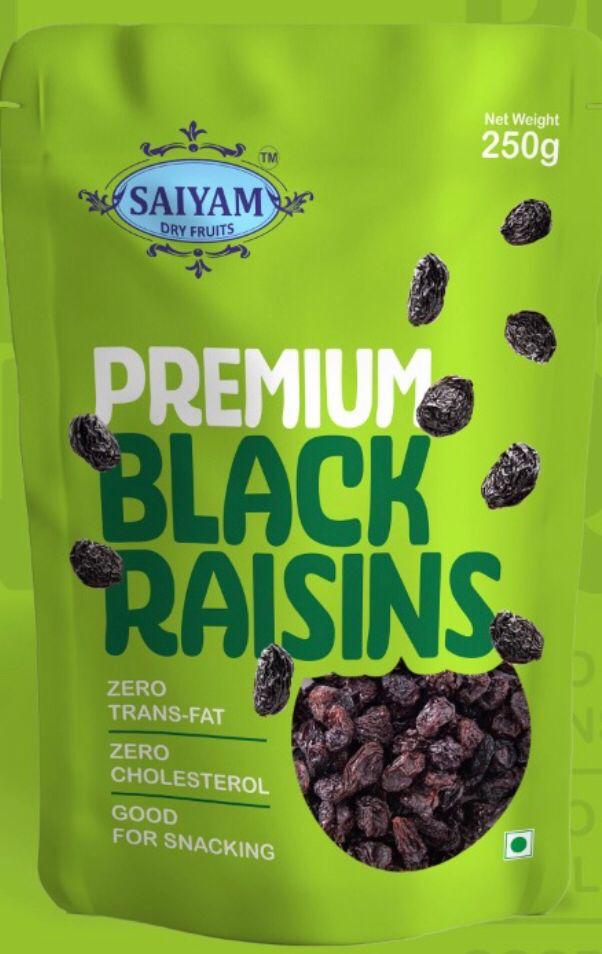 SAIYAM
TM
DRY FRUITS
Net Weight
250g
PREMIUM
BLACK
RAISINS
ZERO
TRANS-FAT
ZERO
CHOLESTEROL
GOOD
FOR SNACKING